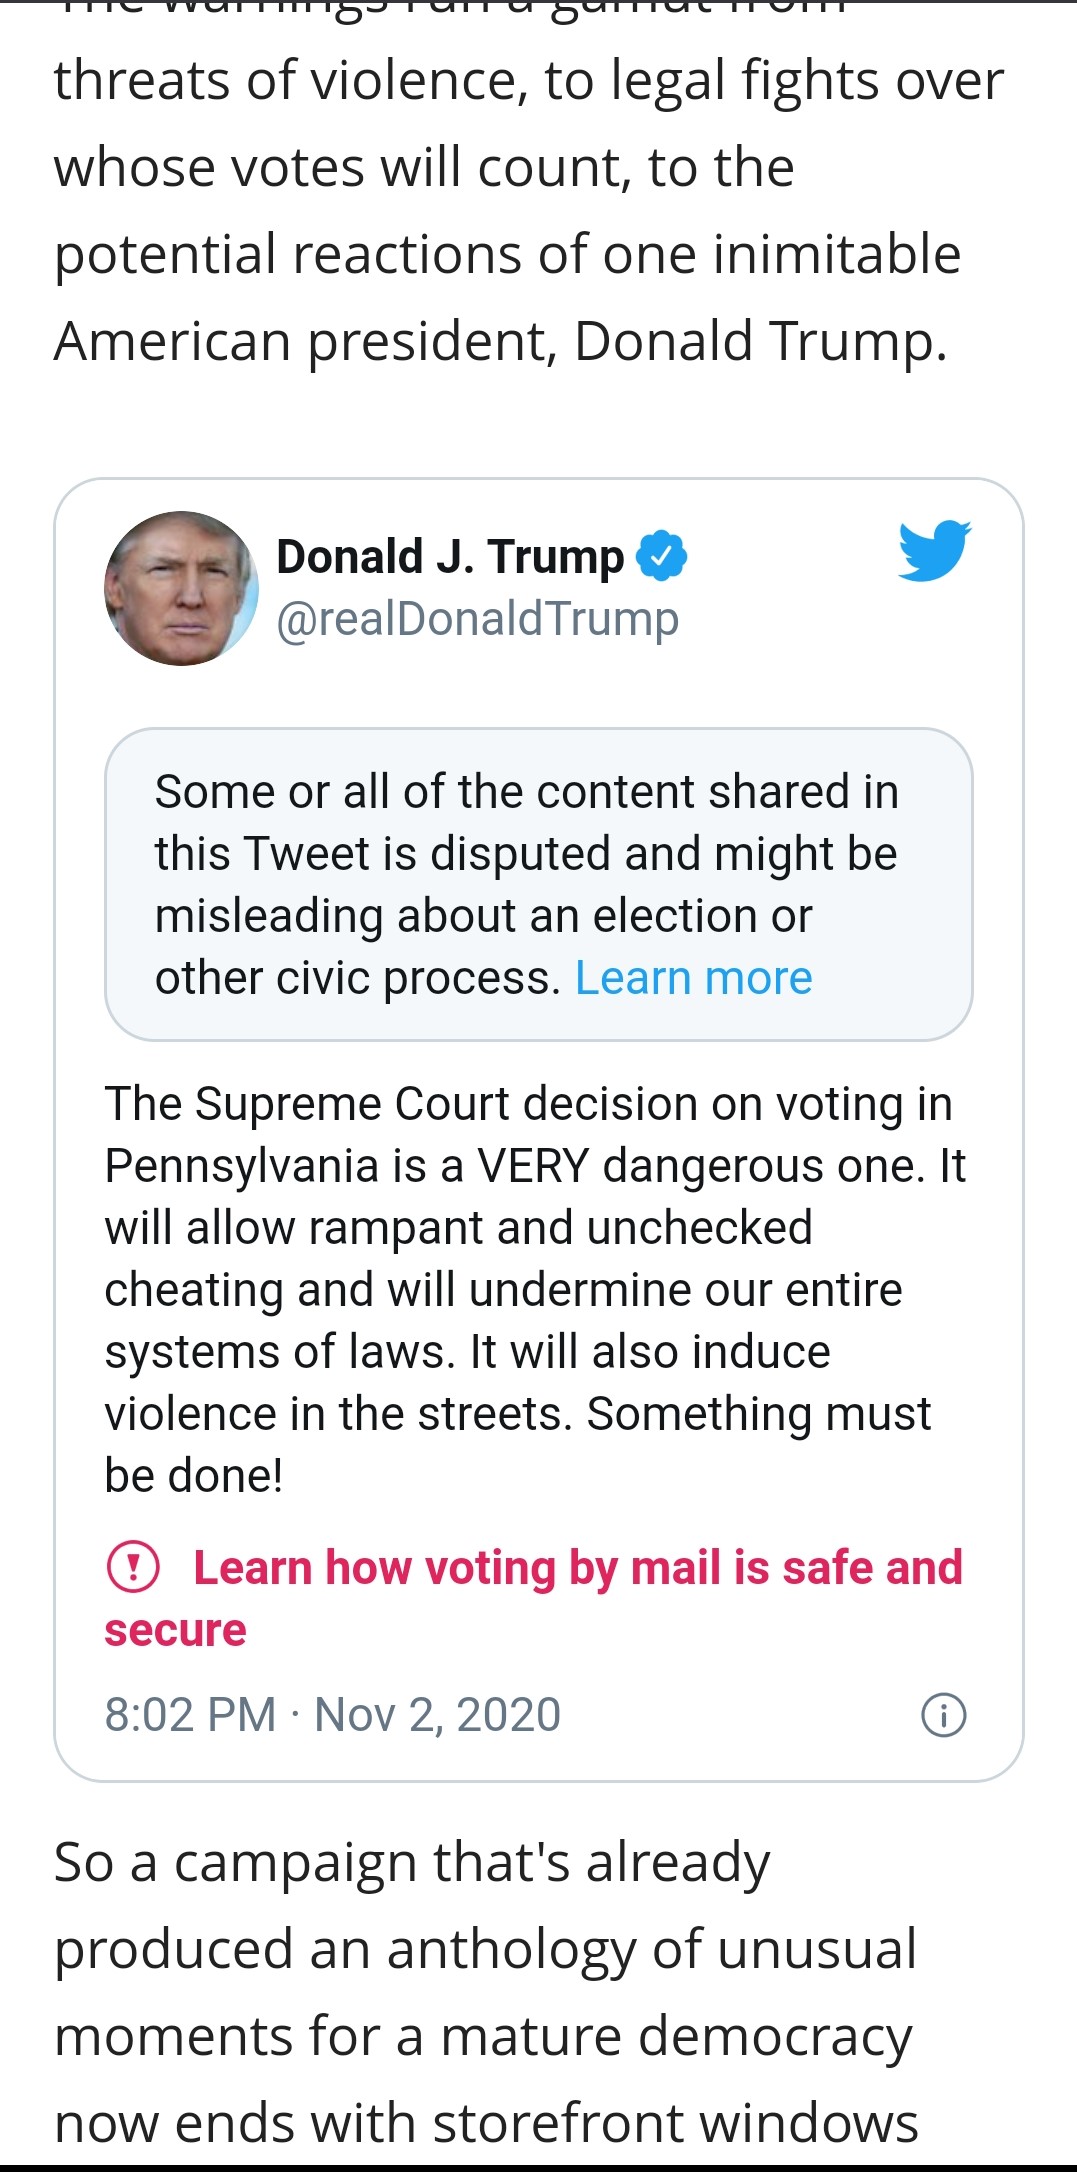 The warnings run a gamut from
threats of violence, to legal fights over
whose votes will count, to the
potential reactions of one inimitable
American president, Donald Trump.
Donald J. Trump
@realDonaldTrump
Some or all of the content shared in
this Tweet is disputed and might be
misleading about an election or
other civic process. Learn more
The Supreme Court decision on voting in
Pennsylvania is a VERY dangerous one. It
will allow rampant and unchecked
cheating and will undermine our entire
systems of laws. It will also induce
violence in the streets. Something must
be done!
Learn how voting by mail is safe and
secure
8:02 PM · Nov 2, 2020
So a campaign that's already
produced an anthology of unusual
moments for a mature democracy
now ends with storefront windows